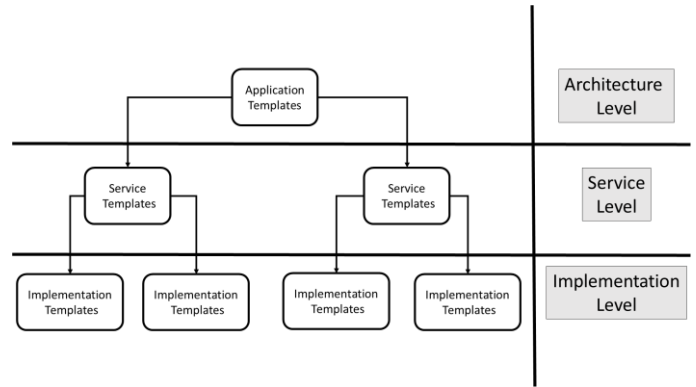 Application
Templates
Architecture
Level
Service
Templates
Service
Templates
Service
Level
Implementation
Templates
Implementation
Templates
Implementation
Templates
Implementation
Templates
Implementation
Level